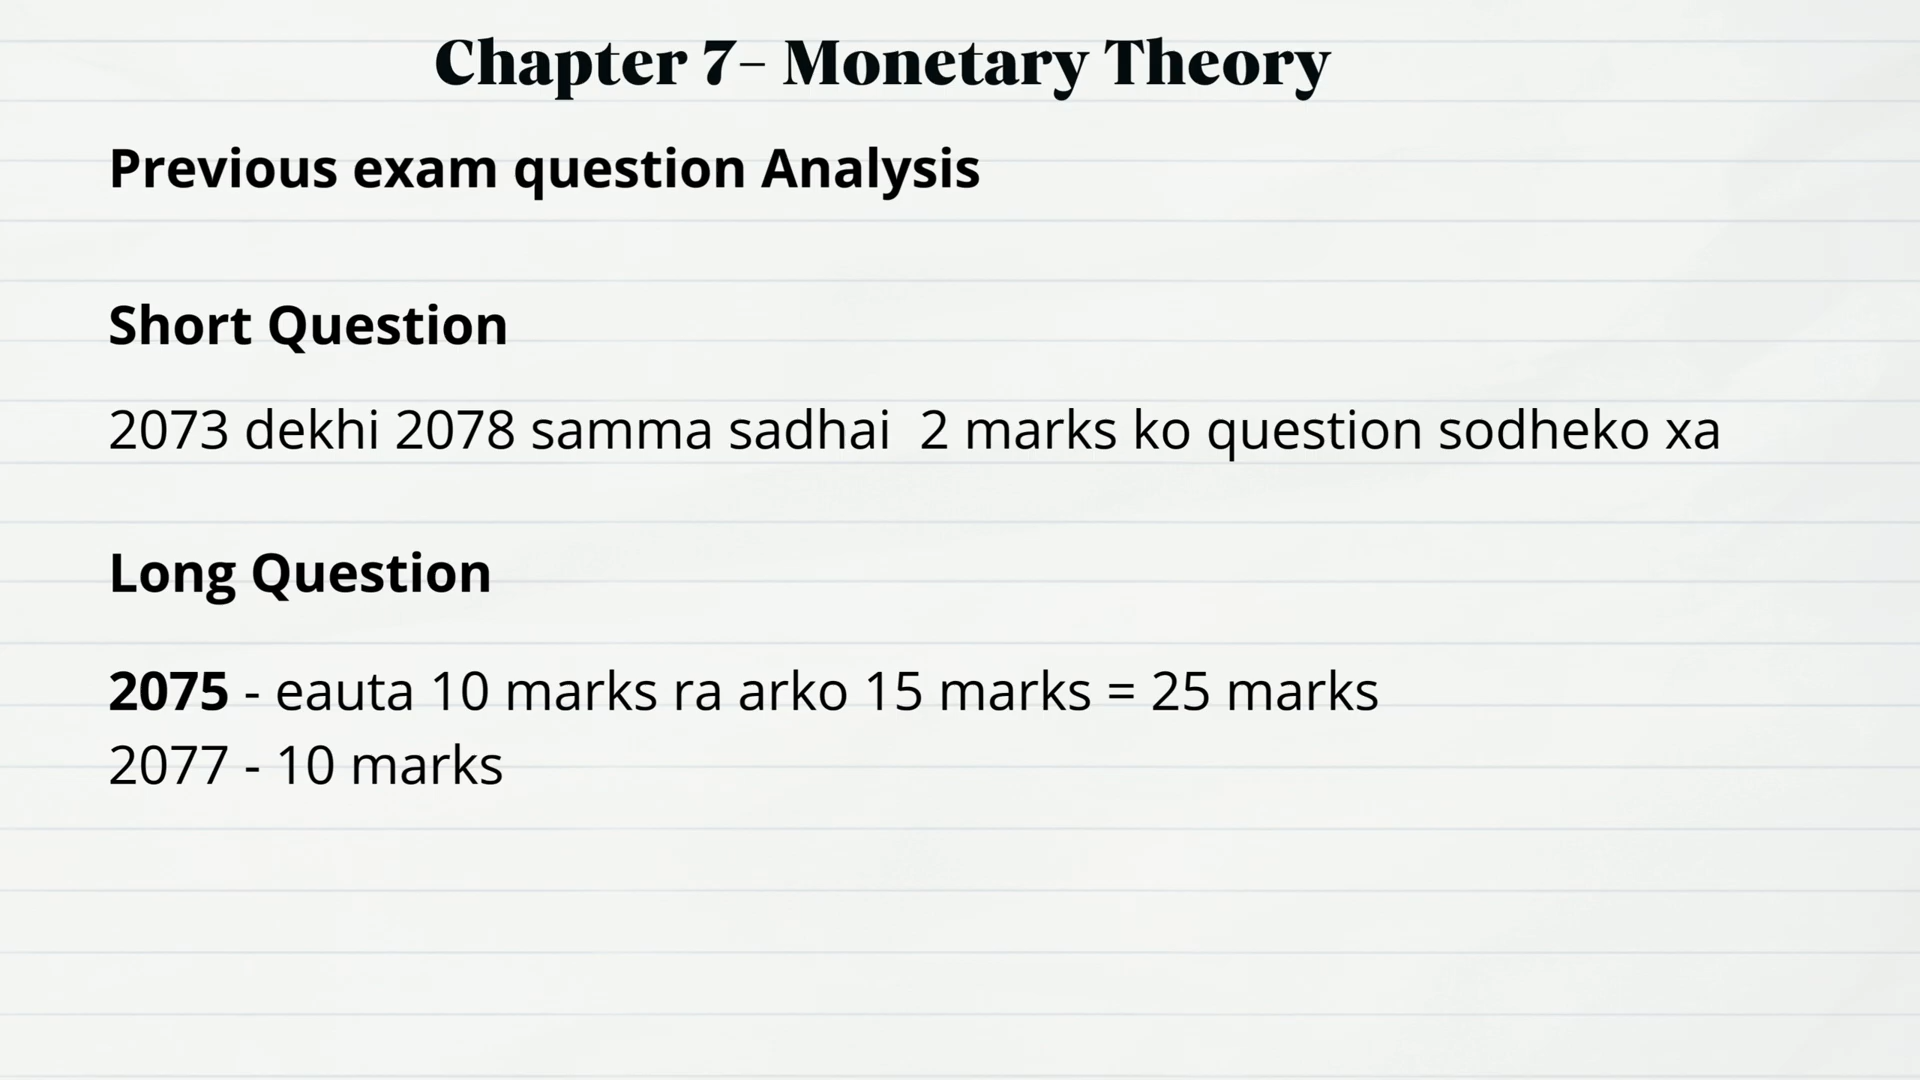 Chapter 7– Monetary Theory
Previous exam question Analysis
Short Question
2073 dekhi 2078 samma sadhai  2 marks ko question sodheko xa
Long Question
2075 - eauta 10 marks ra arko 15 marks = 25 marks
2077 - 10 marks